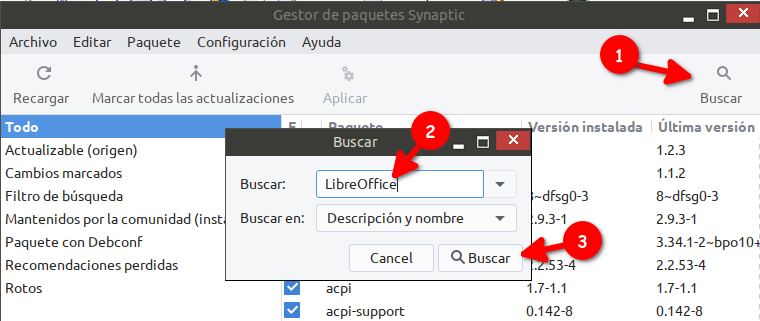 Gestor de paquetes Synaptic
Archivo Editar Paquete Configuración Ayuda
Recargar Marcar todas las actualizaciones Aplicar Buscar
1
Todo
E Paquete Versión instalada Última versión
Actualizable (origen) 1.2.3
Cambios marcados 1.1.2
Filtro de búsqueda 8~dfsg0-3 8~dfsg0-3
Mantenidos por la comunidad (insta 2.9.3-1 2.9.3-1
Paquete con Debconf 3.34.1-2~bpo10+
Recomendaciones perdidas 2.2.53-4 2.2.53-4
Rotos acpi 1.7-1.1 1.7-1.1
acpi-support 0.142-8 0.142-8
Buscar
2
Buscar: LibreOffice
Buscar en: Descripción y nombre
Cancel Buscar
3